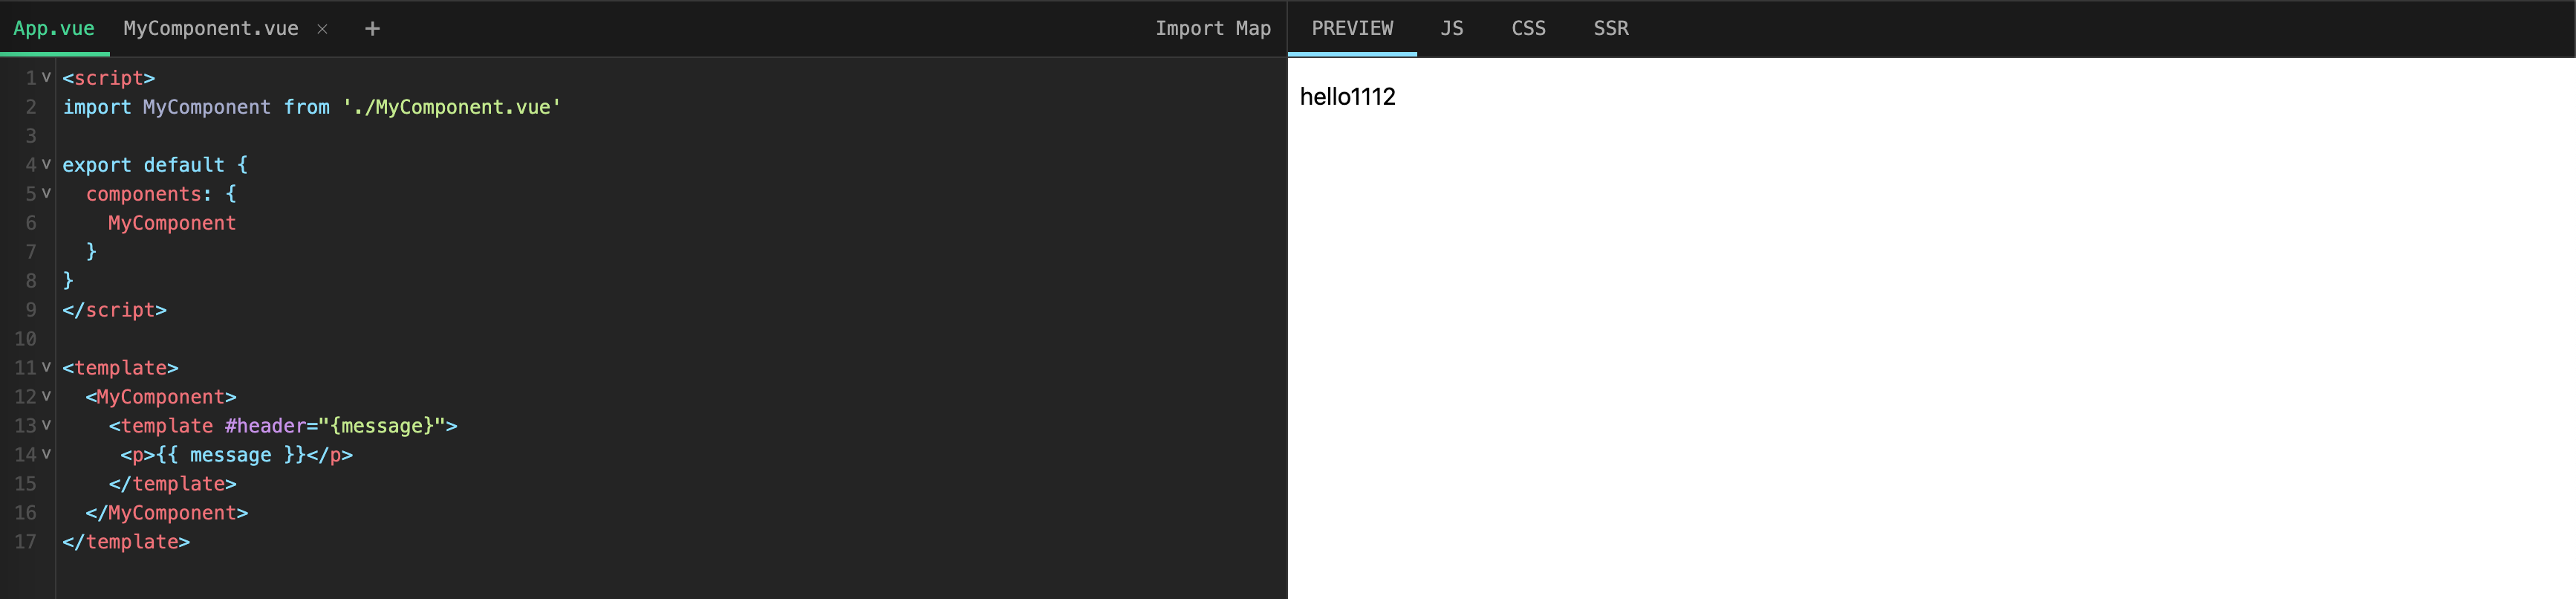 App.vue MyComponent.vue × + Import Map
1 <script>
2 import MyComponent from './MyComponent.vue'
3
4 export default {
5   components: {
6     MyComponent
7   }
8 }
9 </script>
10
11 <template>
12   <MyComponent>
13     <template #header="{message}">
14      <p>{{ message }}</p>
15     </template>
16   </MyComponent>
17 </template>
PREVIEW JS CSS SSR
hello1112